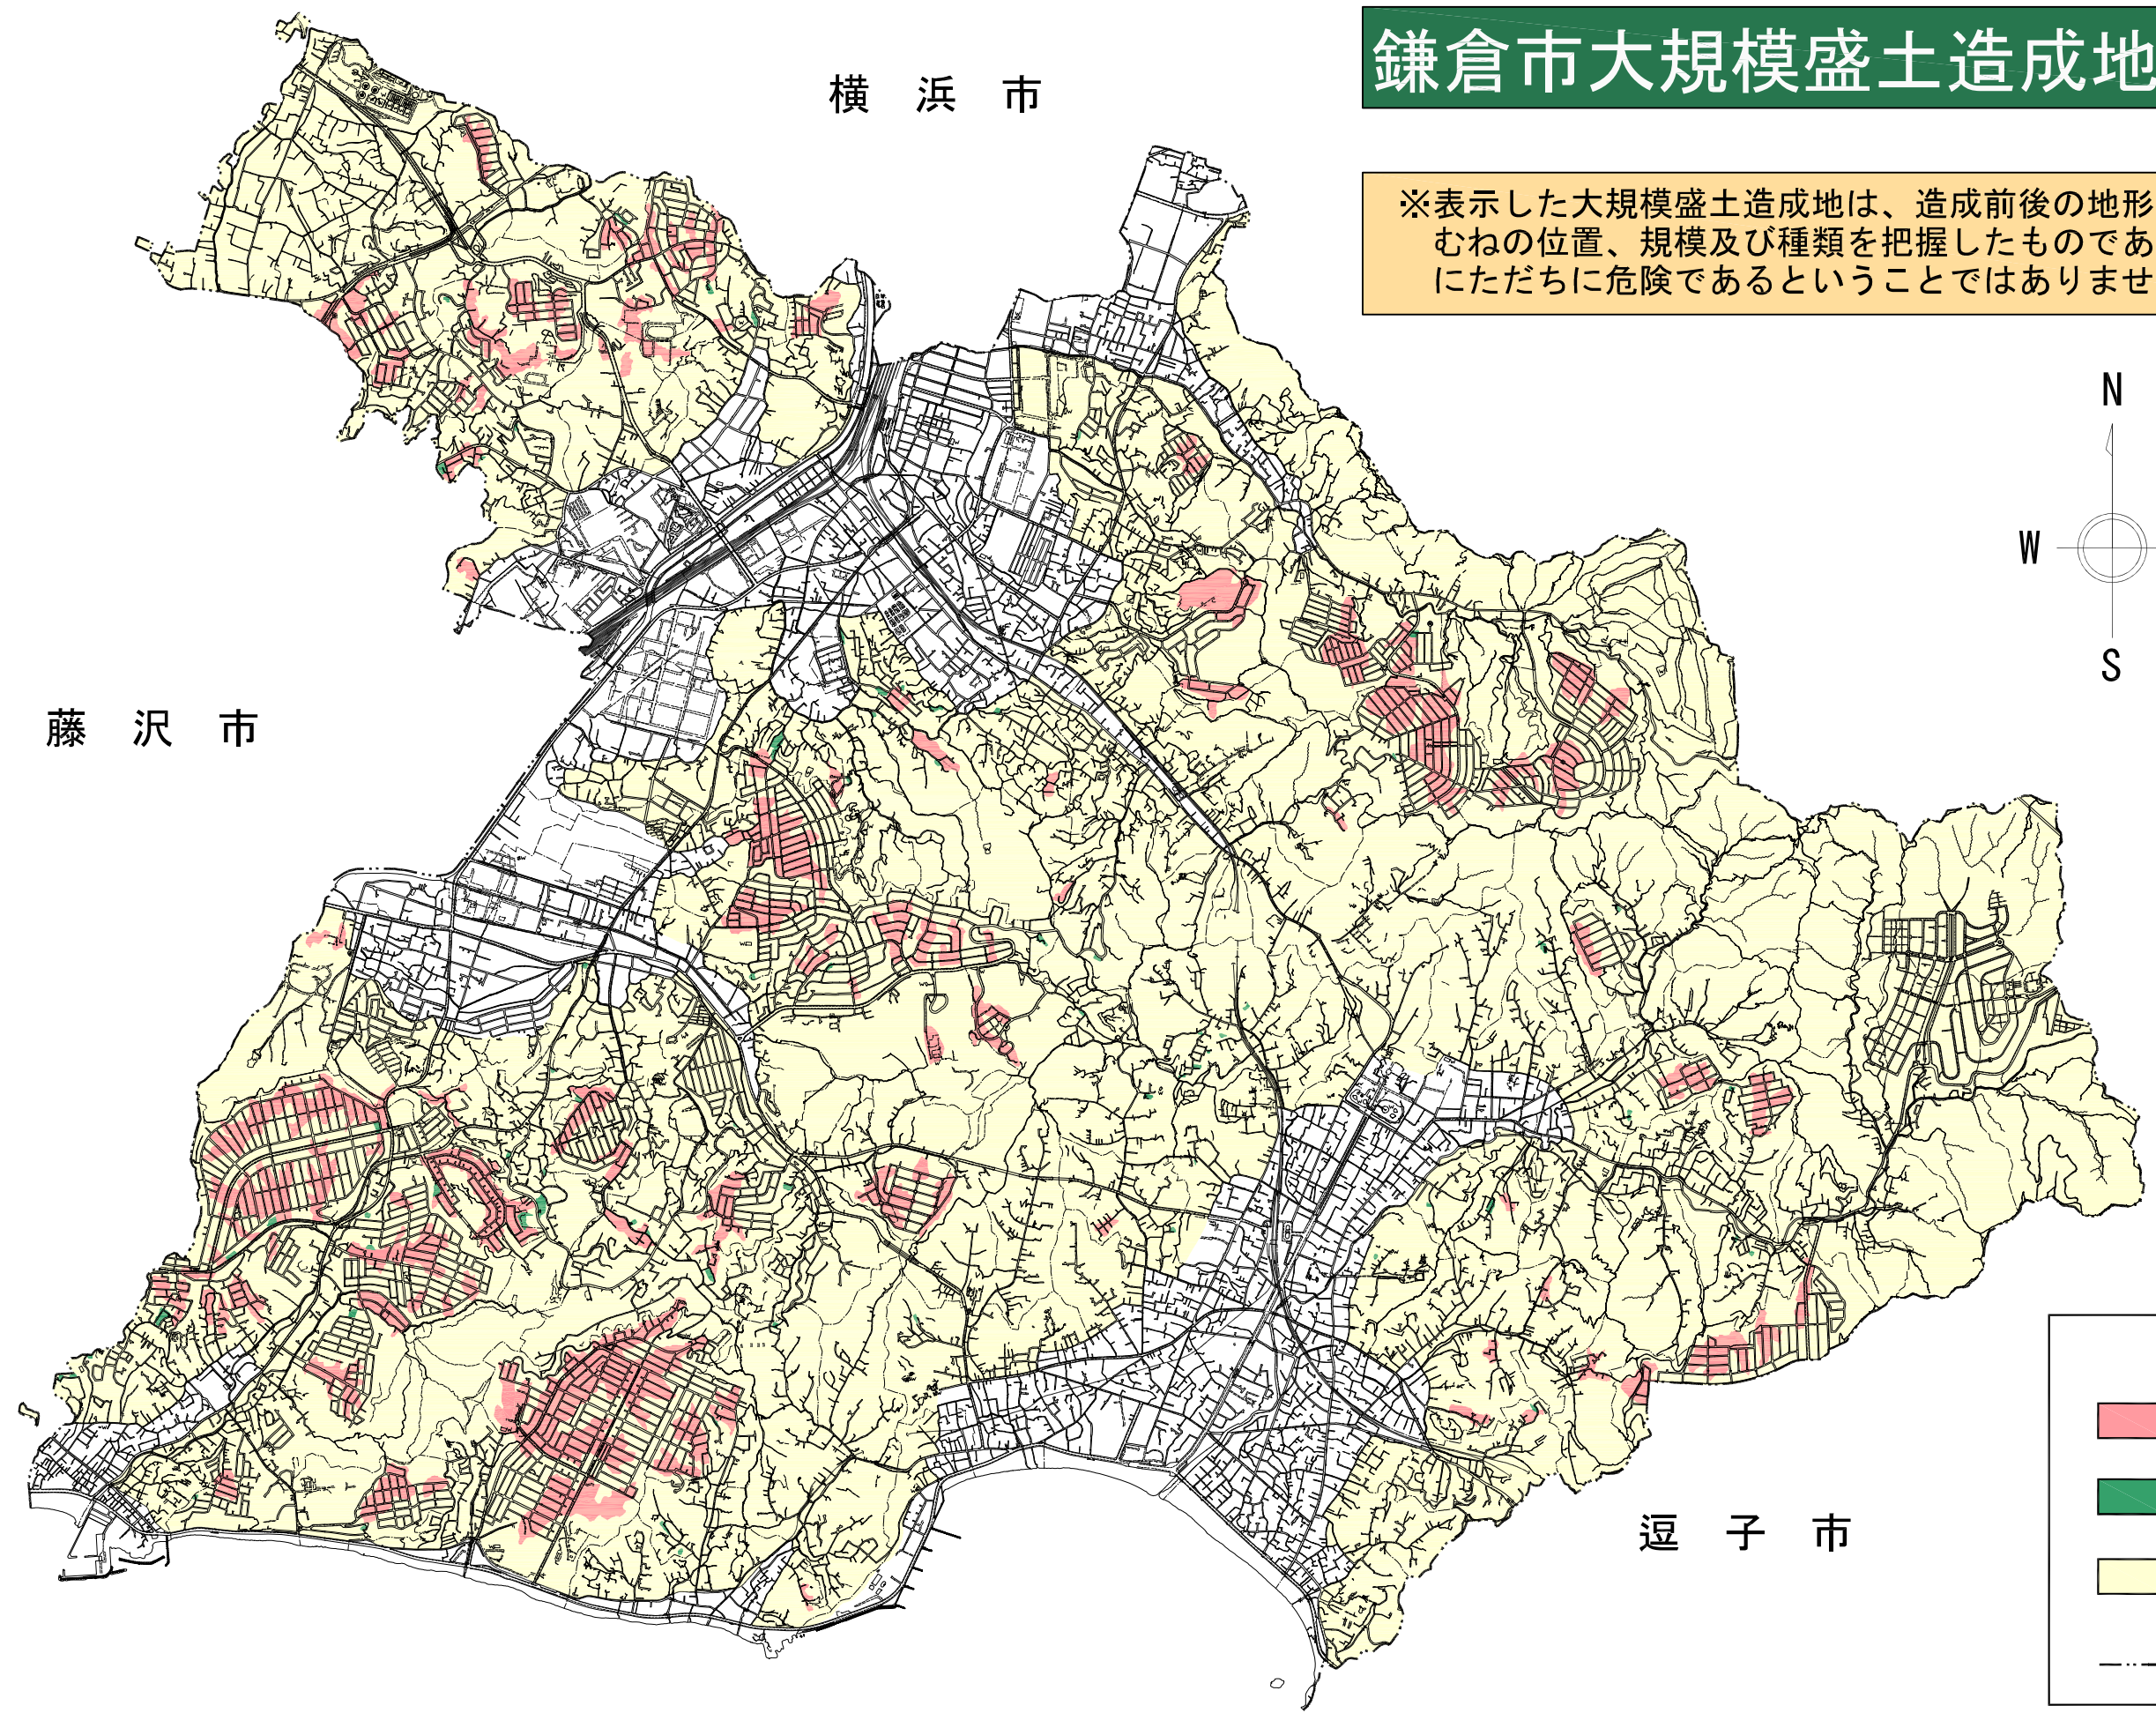 鎌倉市大規模盛土造成地
横 浜 市
※表示した大規模盛土造成地は、造成前後の地形
むねの位置、規模及び種類を把握したものであ
にただちに危険であるということではありませ
N
W
S
藤 沢 市
逗 子 市